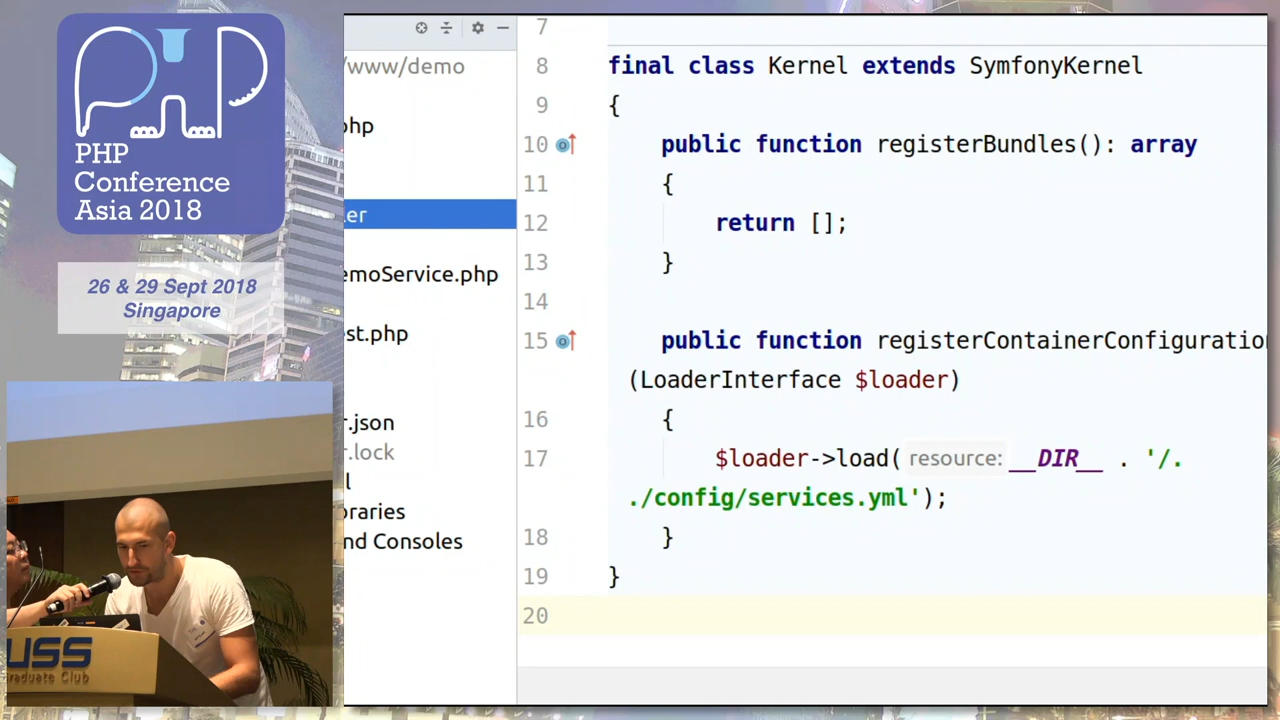 PHP
Conference
Asia 2018
26 & 29 Sept 2018
Singapore
USS
raduate Club
/www/demo
php
er
emoService.php
st.php
r.json
r.lock
l
braries
nd Consoles
7
8 final class Kernel extends SymfonyKernel
9 {
10 public function registerBundles(): array
11 {
12 return [];
13 }
14
15 public function registerContainerConfiguratio
(LoaderInterface $loader)
16 {
17 $loader->load( resource: __DIR__ . '/.
./config/services.yml');
18 }
19 }
20